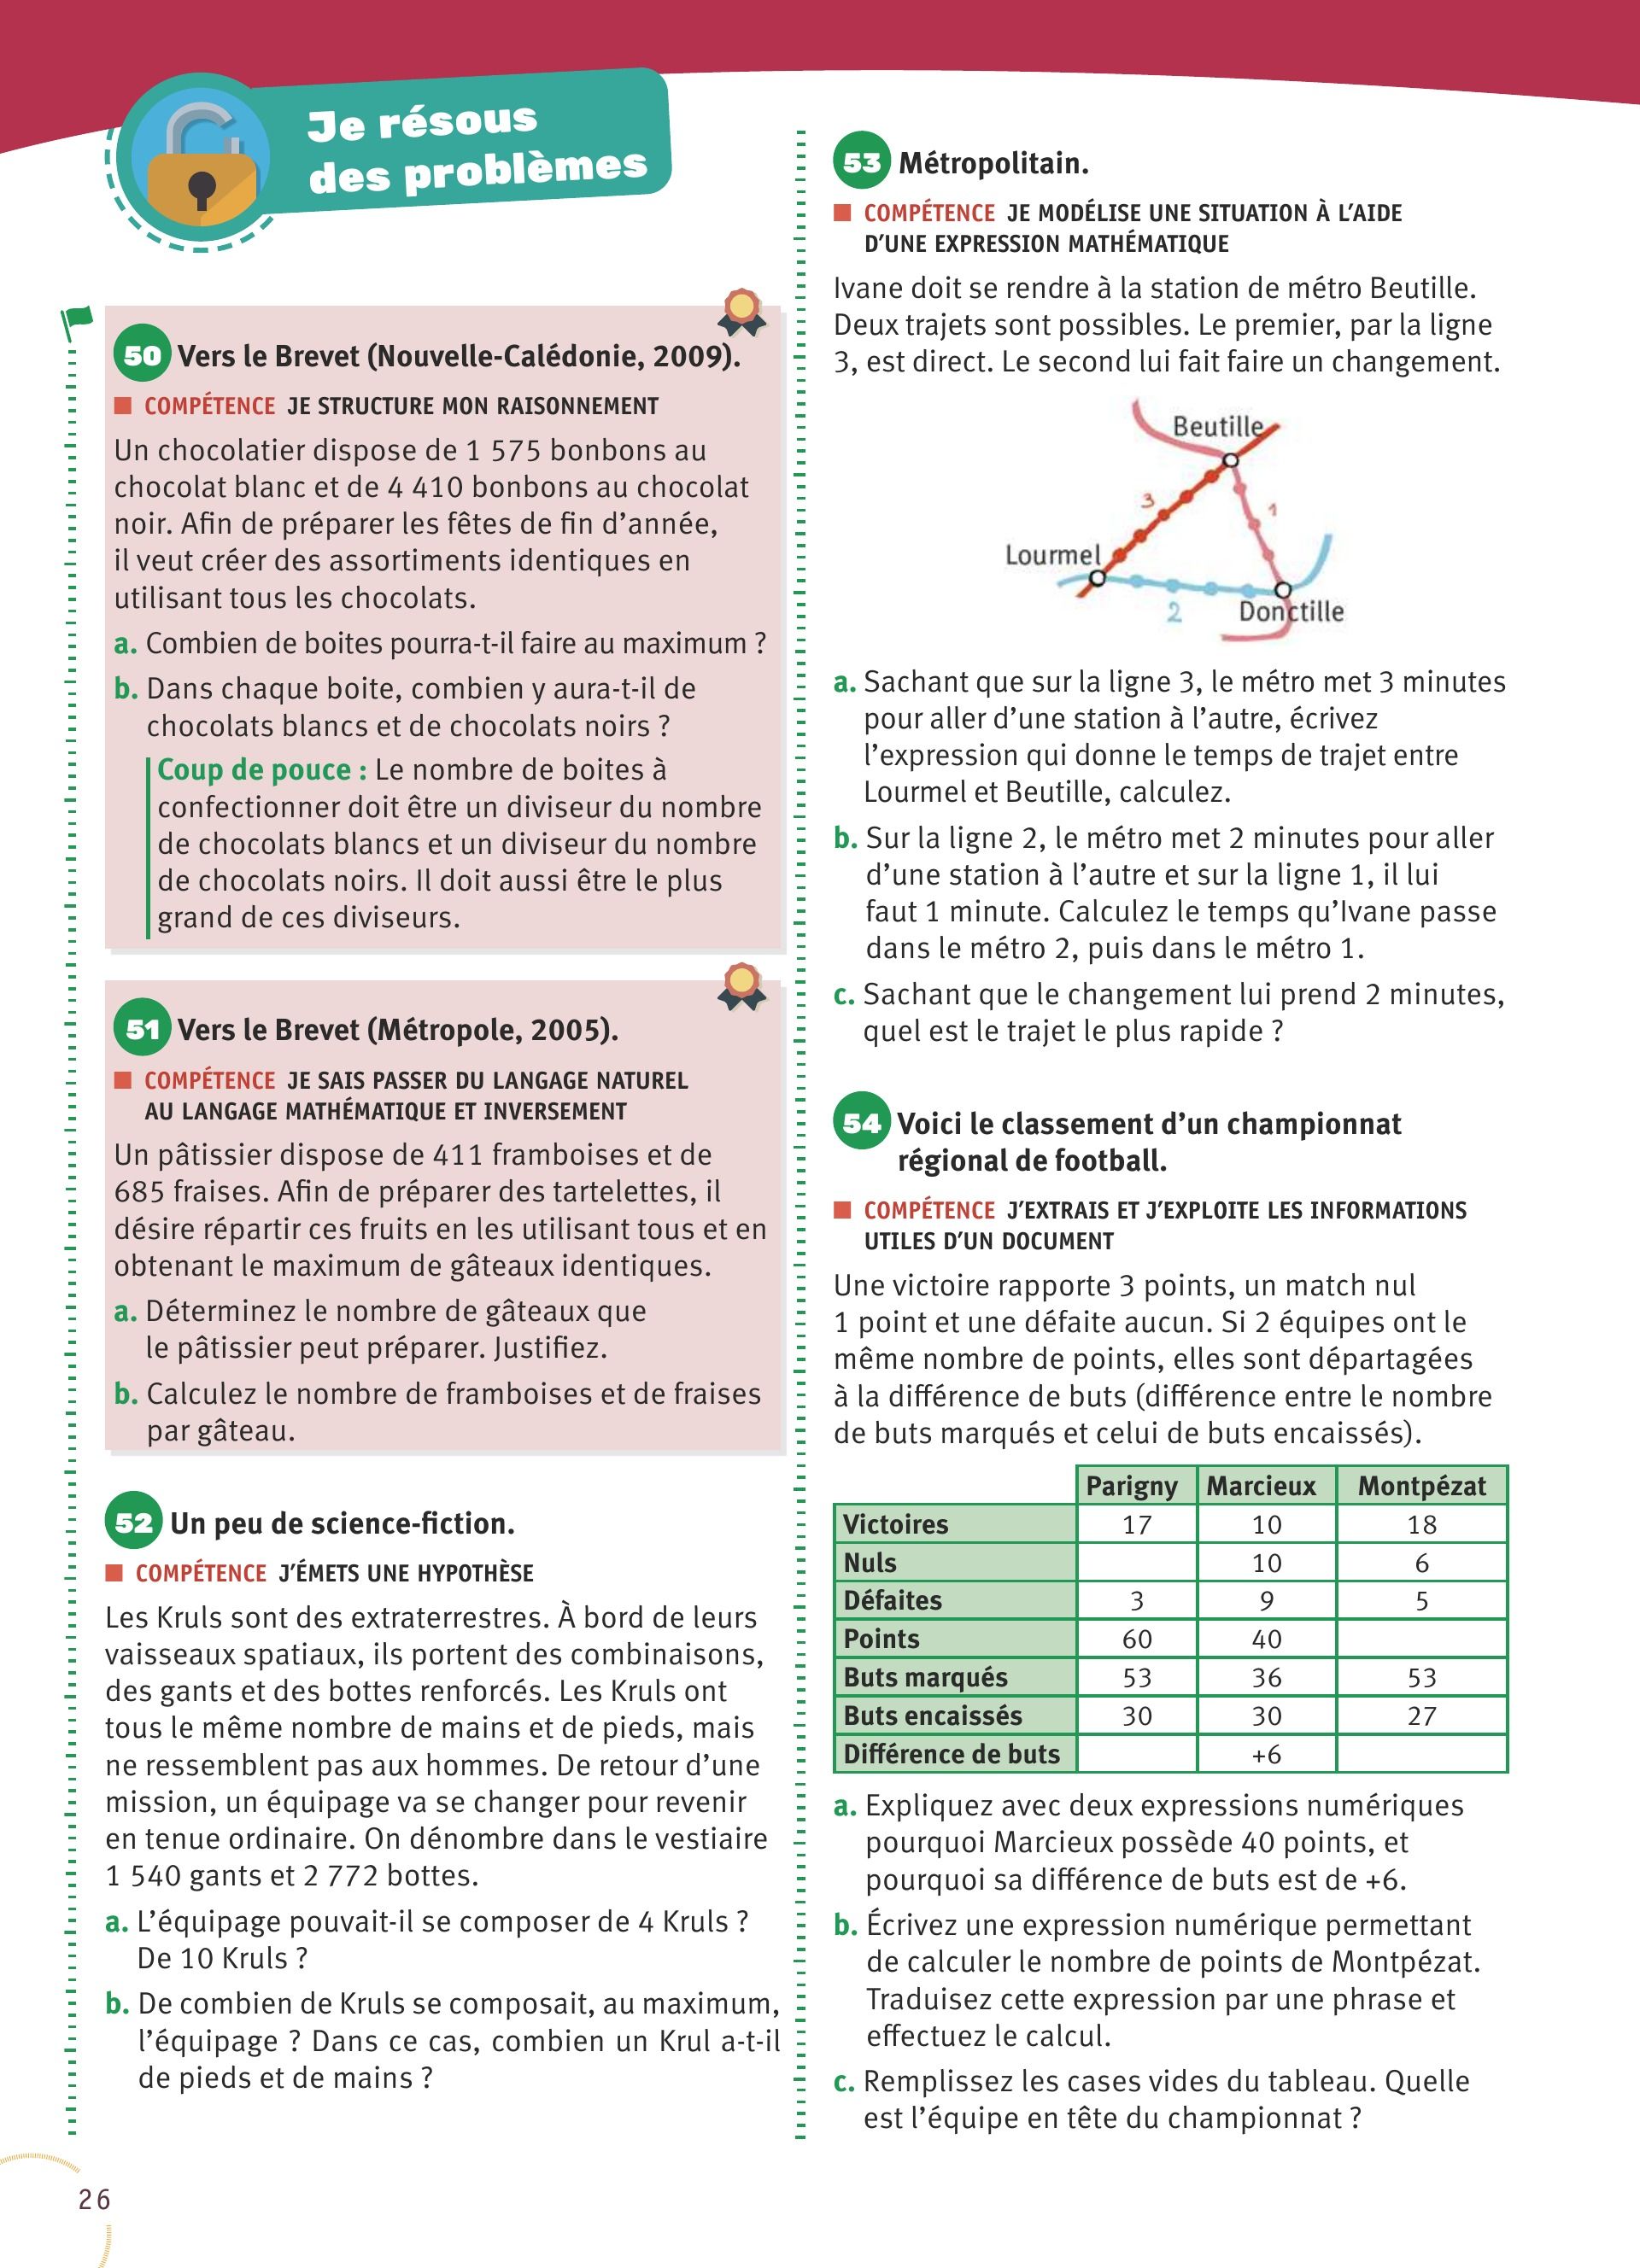 Je résous
des problèmes
50 Vers le Brevet (Nouvelle-Calédonie, 2009).
COMPÉTENCE JE STRUCTURE MON RAISONNEMENT
Un chocolatier dispose de 1 575 bonbons au
chocolat blanc et de 4 410 bonbons au chocolat
noir. Afin de préparer les fêtes de fin d’année,
il veut créer des assortiments identiques en
utilisant tous les chocolats.
a. Combien de boites pourra-t-il faire au maximum ?
b. Dans chaque boite, combien y aura-t-il de
chocolats blancs et de chocolats noirs ?
Coup de pouce : Le nombre de boites à
confectionner doit être un diviseur du nombre
de chocolats blancs et un diviseur du nombre
de chocolats noirs. Il doit aussi être le plus
grand de ces diviseurs.
51 Vers le Brevet (Métropole, 2005).
COMPÉTENCE JE SAIS PASSER DU LANGAGE NATUREL
AU LANGAGE MATHÉMATIQUE ET INVERSEMENT
Un pâtissier dispose de 411 framboises et de
685 fraises. Afin de préparer des tartelettes, il
désire répartir ces fruits en les utilisant tous et en
obtenant le maximum de gâteaux identiques.
a. Déterminez le nombre de gâteaux que
le pâtissier peut préparer. Justifiez.
b. Calculez le nombre de framboises et de fraises
par gâteau.
52 Un peu de science-fiction.
COMPÉTENCE J’ÉMETS UNE HYPOTHÈSE
Les Kruls sont des extraterrestres. À bord de leurs
vaisseaux spatiaux, ils portent des combinaisons,
des gants et des bottes renforcés. Les Kruls ont
tous le même nombre de mains et de pieds, mais
ne ressemblent pas aux hommes. De retour d’une
mission, un équipage va se changer pour revenir
en tenue ordinaire. On dénombre dans le vestiaire
1 540 gants et 2 772 bottes.
a. L’équipage pouvait-il se composer de 4 Kruls ?
De 10 Kruls ?
b. De combien de Kruls se composait, au maximum,
l’équipage ? Dans ce cas, combien un Krul a-t-il
de pieds et de mains ?
26
53 Métropolitain.
COMPÉTENCE JE MODÉLISE UNE SITUATION À L’AIDE
D’UNE EXPRESSION MATHÉMATIQUE
Ivane doit se rendre à la station de métro Beutille.
Deux trajets sont possibles. Le premier, par la ligne
3, est direct. Le second lui fait faire un changement.
Beutille
3
1
Lourmel
2
Donctille
a. Sachant que sur la ligne 3, le métro met 3 minutes
pour aller d’une station à l’autre, écrivez
l’expression qui donne le temps de trajet entre
Lourmel et Beutille, calculez.
b. Sur la ligne 2, le métro met 2 minutes pour aller
d’une station à l’autre et sur la ligne 1, il lui
faut 1 minute. Calculez le temps qu’Ivane passe
dans le métro 2, puis dans le métro 1.
c. Sachant que le changement lui prend 2 minutes,
quel est le trajet le plus rapide ?
54 Voici le classement d’un championnat
régional de football.
COMPÉTENCE J’EXTRAIS ET J’EXPLOITE LES INFORMATIONS
UTILES D’UN DOCUMENT
Une victoire rapporte 3 points, un match nul
1 point et une défaite aucun. Si 2 équipes ont le
même nombre de points, elles sont départagées
à la différence de buts (différence entre le nombre
de buts marqués et celui de buts encaissés).
Parigny Marcieux Montpézat
Victoires 17 10 18
Nuls 10 6
Défaites 3 9 5
Points 60 40
Buts marqués 53 36 53
Buts encaissés 30 30 27
Différence de buts +6
a. Expliquez avec deux expressions numériques
pourquoi Marcieux possède 40 points, et
pourquoi sa différence de buts est de +6.
b. Écrivez une expression numérique permettant
de calculer le nombre de points de Montpézat.
Traduisez cette expression par une phrase et
effectuez le calcul.
c. Remplissez les cases vides du tableau. Quelle
est l’équipe en tête du championnat ?